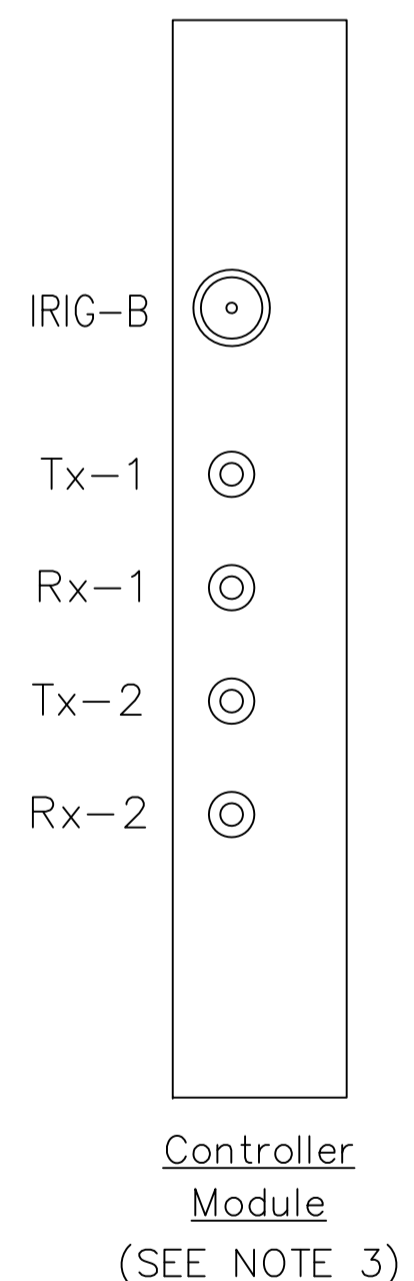 IRIG-B
Tx-1
Rx-1
Tx-2
Rx-2
Controller
Module
(SEE NOTE 3)